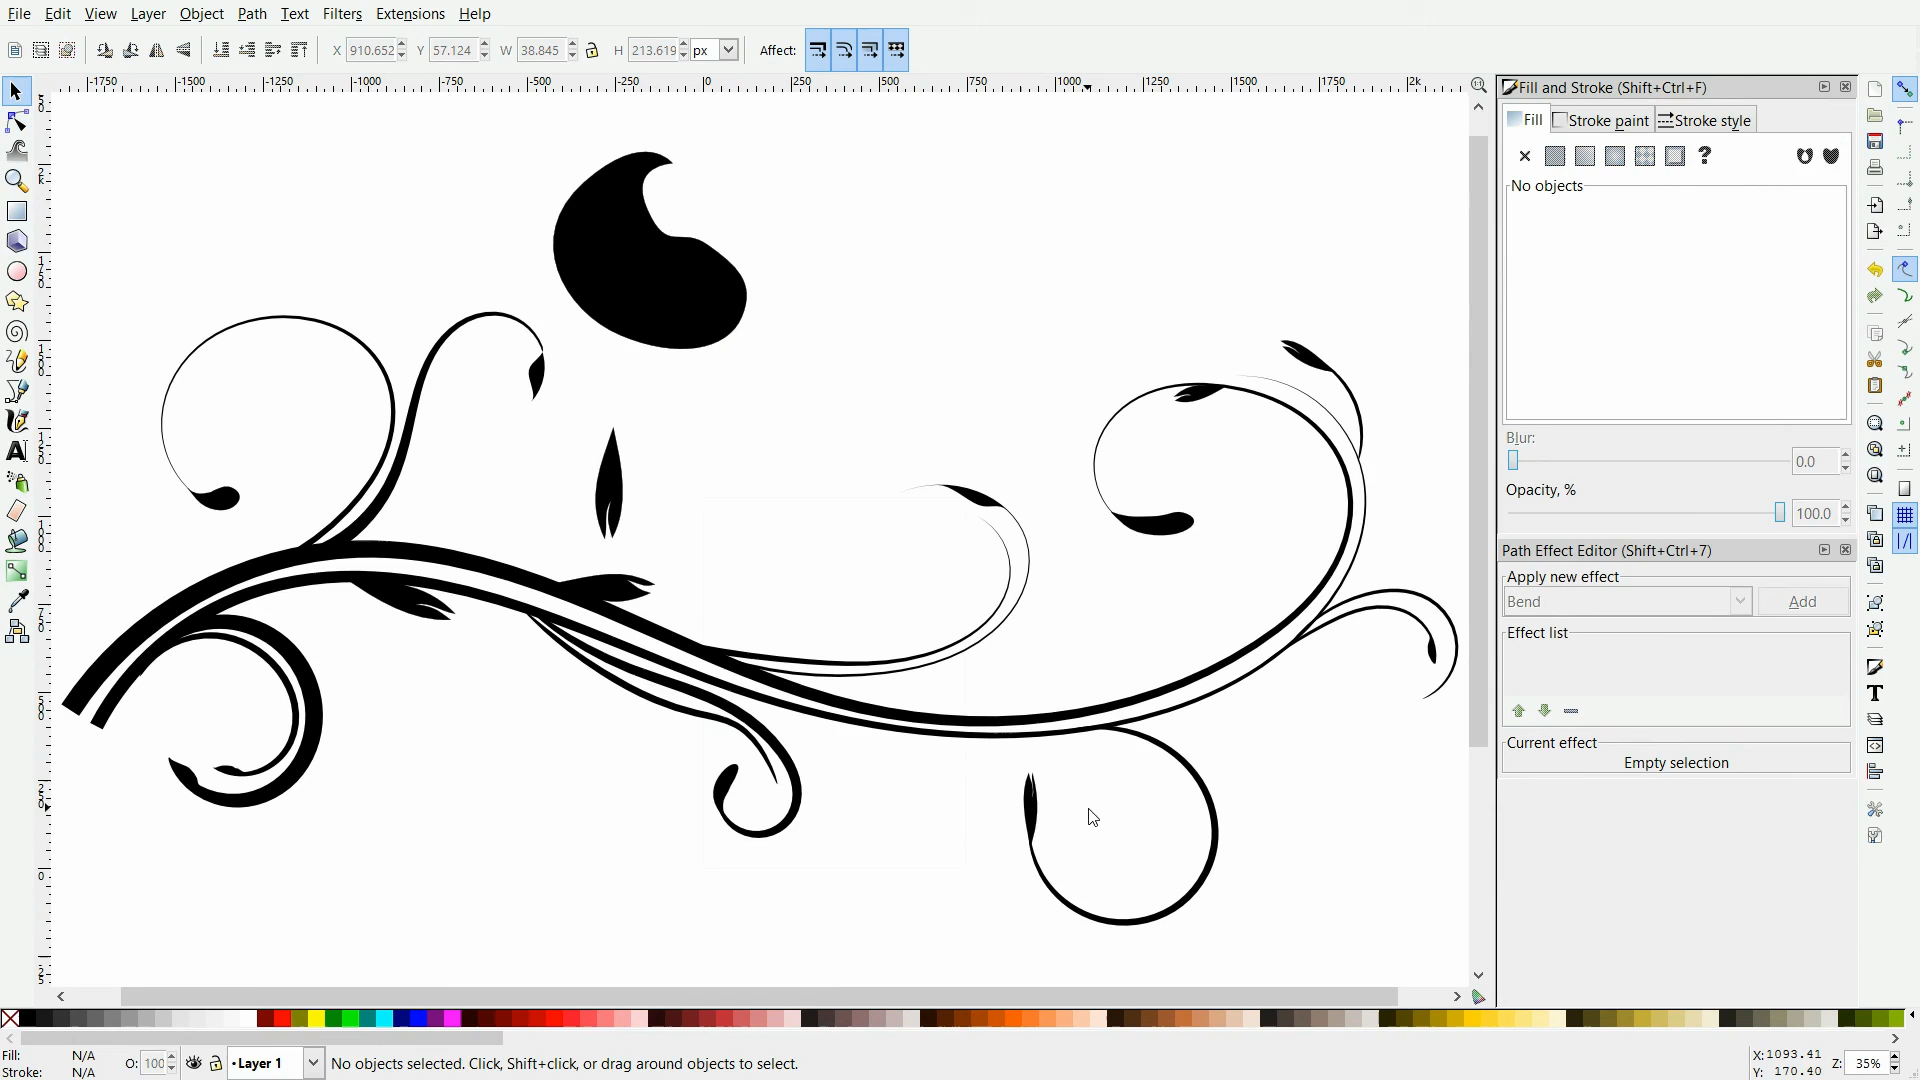 File Edit View Layer Object Path Text Filters Extensions Help
X 910.652 Y 57.124 W 38.845 H 213.619 px Affect:
-1750 -1500 -1250 -1000 -750 -500 -250 0 250 500 750 1000 1250 1500 1750 2k
Fill and Stroke (Shift+Ctrl+F)
Fill Stroke paint Stroke style
No objects
Blur:
0.0
Opacity, %
100.0
Path Effect Editor (Shift+Ctrl+7)
Apply new effect
Bend Add
Effect list
Current effect
Empty selection
Fill: N/A O: 100 Layer 1 No objects selected. Click, Shift+click, or drag around objects to select. X: 1093.41 Z: 35%
Stroke: N/A Y: 170.40